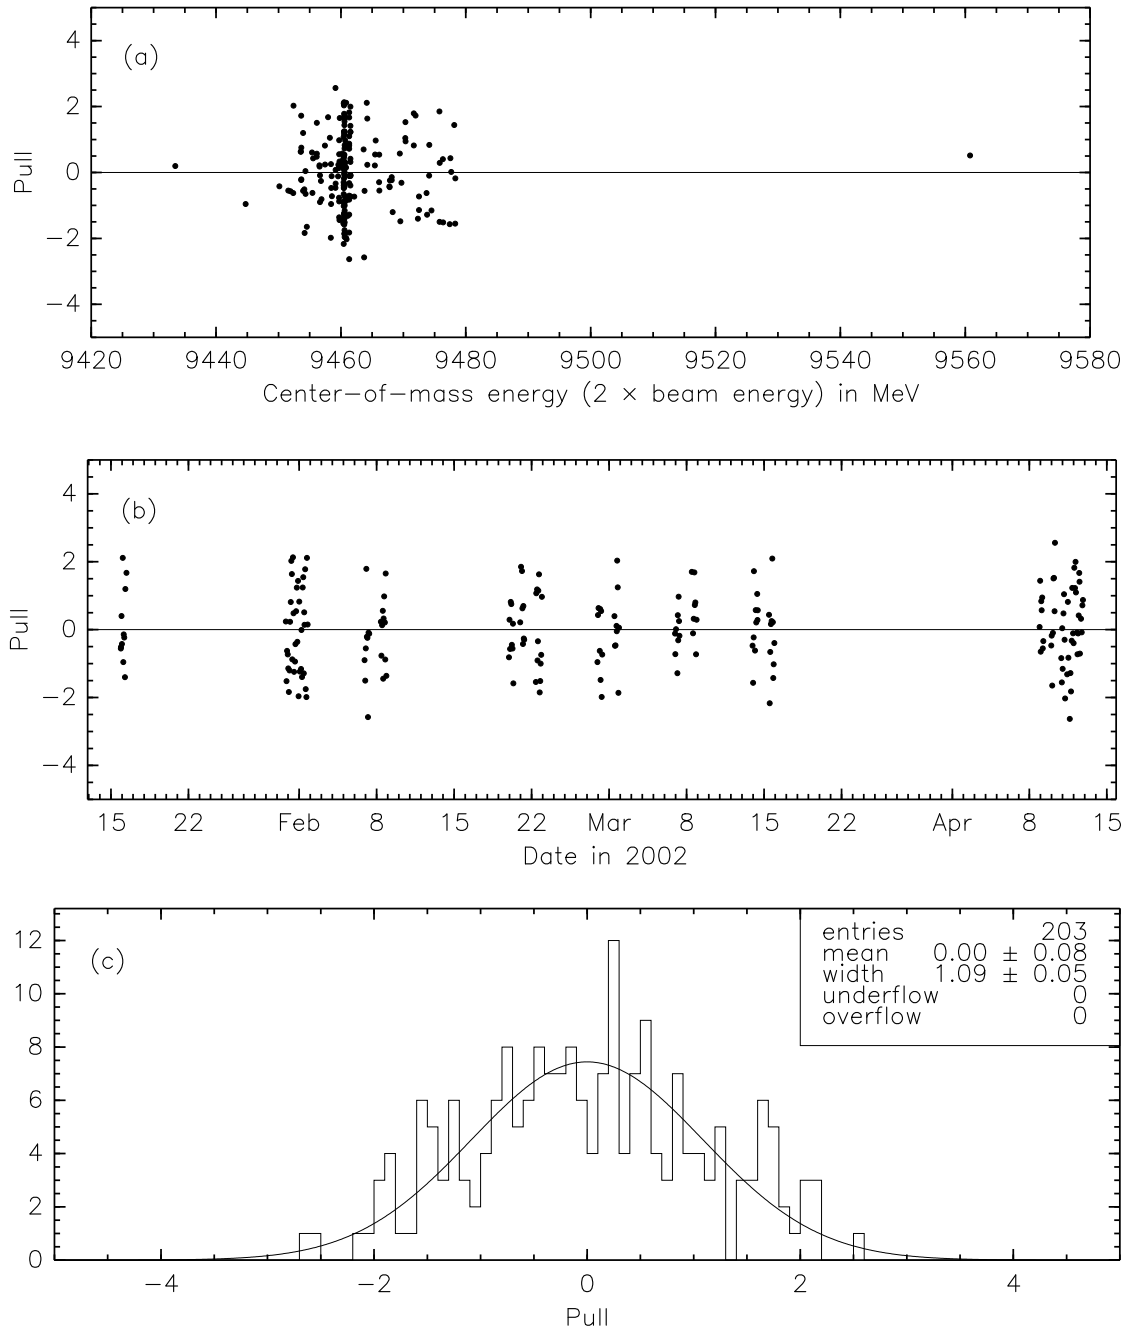 4
(a)
2
Pull
0
−2
−4
9420 9440 9460 9480 9500 9520 9540 9560 9580
Center−of−mass energy (2 × beam energy) in MeV
4
(b)
2
Pull
0
−2
−4
15 22 Feb 8 15 22 Mar 8 15 22 Apr 8 15
Date in 2002
entries 203
mean 0.00 ± 0.08
width 1.09 ± 0.05
underflow 0
overflow 0
12
(c)
10
8
6
4
2
0
−4 −2 0 2 4
Pull